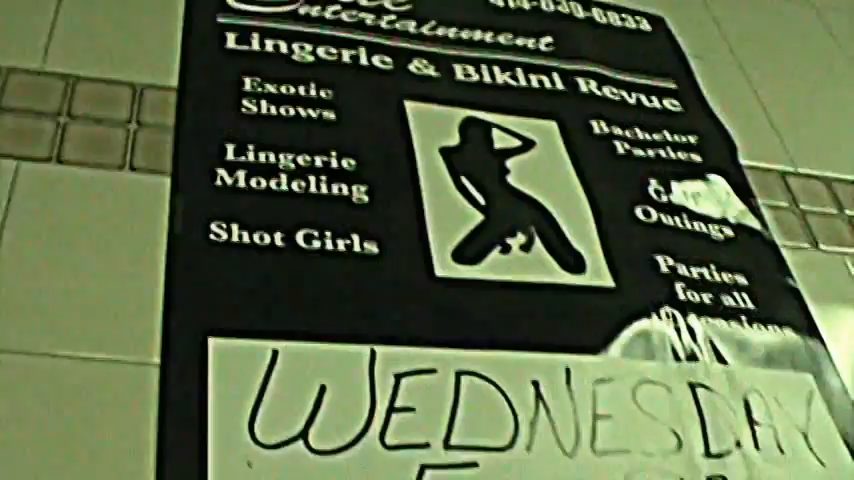 Entertainment
Lingerie & Bikini Revue
Exotic
Shows
Lingerie
Modeling
Shot Girls
Bachelor
Parties
Outings
Parties
for all
WEDNESDAY